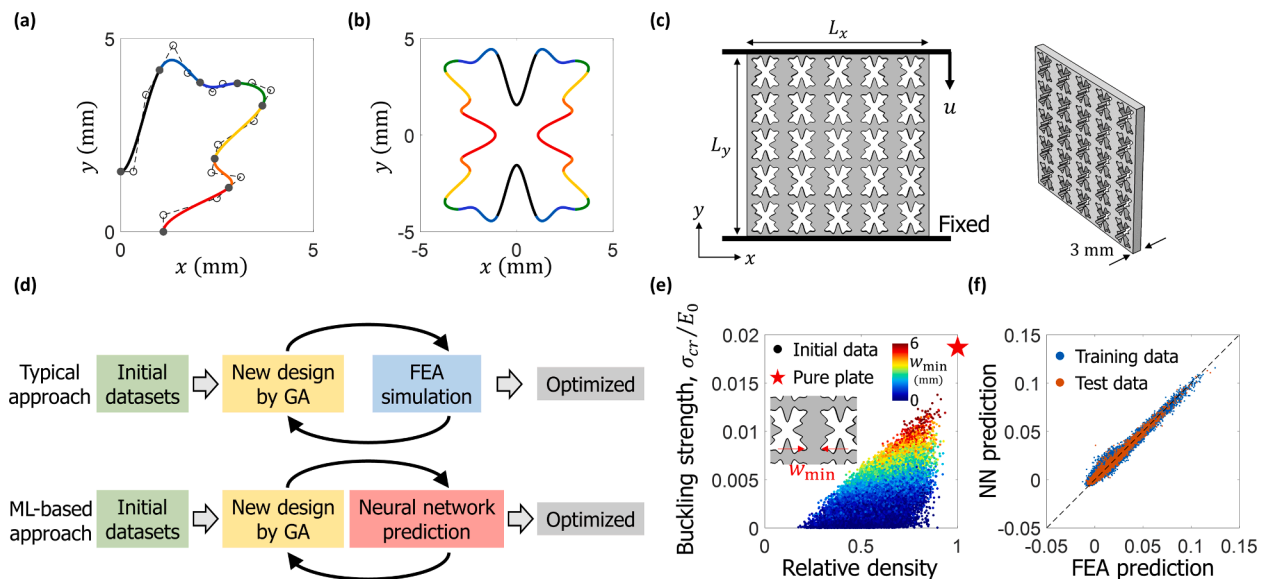 (a)
5
y (mm)
0
0
x (mm)
5
(b)
5
y (mm)
0
-5
-5
0
x (mm)
5
(c)
L_x
u
L_y
y
x
Fixed
3 mm
(d)
Typical
approach
Initial
datasets
New design
by GA
FEA
simulation
Optimized
ML-based
approach
Initial
datasets
New design
by GA
Neural network
prediction
Optimized
(e)
Buckling strength, σ_cr/E_0
0.02
0.015
0.01
0.005
0
Initial data
Pure plate
6
w_min
(mm)
0
w_min
0
0.5
1
Relative density
(f)
NN prediction
0.15
0.1
0.05
0
-0.05
Training data
Test data
-0.05
0
0.05
0.1
0.15
FEA prediction